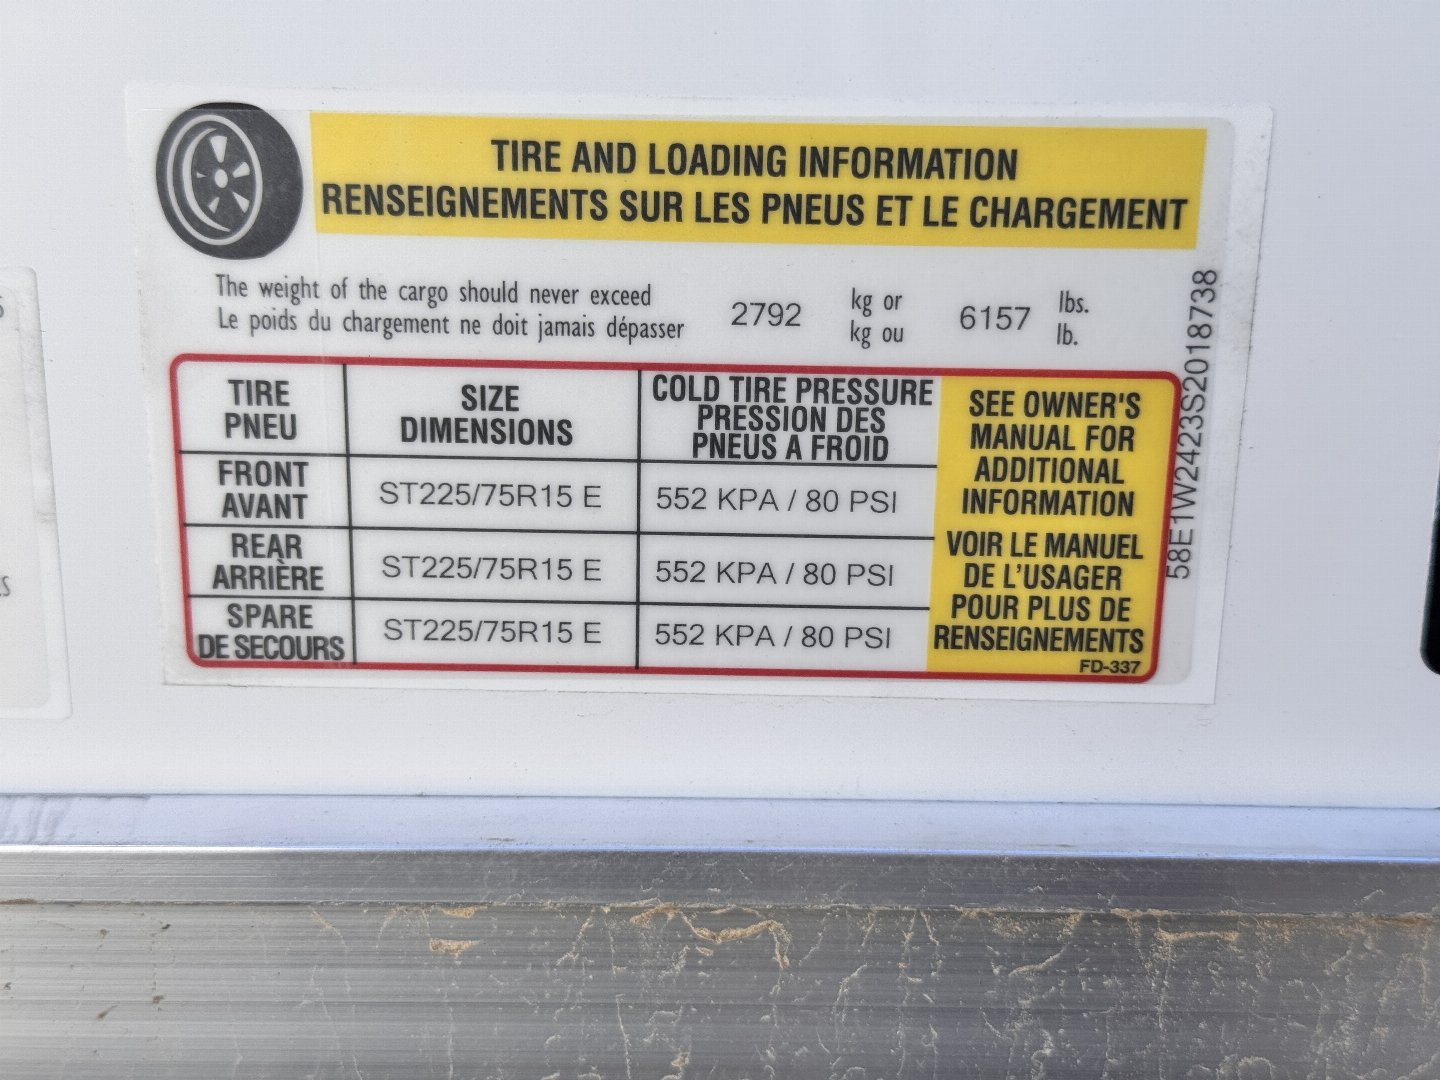 TIRE AND LOADING INFORMATION
RENSEIGNEMENTS SUR LES PNEUS ET LE CHARGEMENT
The weight of the cargo should never exceed 2792 kg or 6157 lbs.
Le poids du chargement ne doit jamais dépasser kg ou lb.
TIRE
PNEU
SIZE
DIMENSIONS
COLD TIRE PRESSURE
PRESSION DES
PNEUS A FROID
FRONT
AVANT
ST225/75R15 E
552 KPA / 80 PSI
REAR
ARRIÈRE
ST225/75R15 E
552 KPA / 80 PSI
SPARE
DE SECOURS
ST225/75R15 E
552 KPA / 80 PSI
SEE OWNER'S
MANUAL FOR
ADDITIONAL
INFORMATION
VOIR LE MANUEL
DE L'USAGER
POUR PLUS DE
RENSEIGNEMENTS
FD-337
58E1W2423S2018738